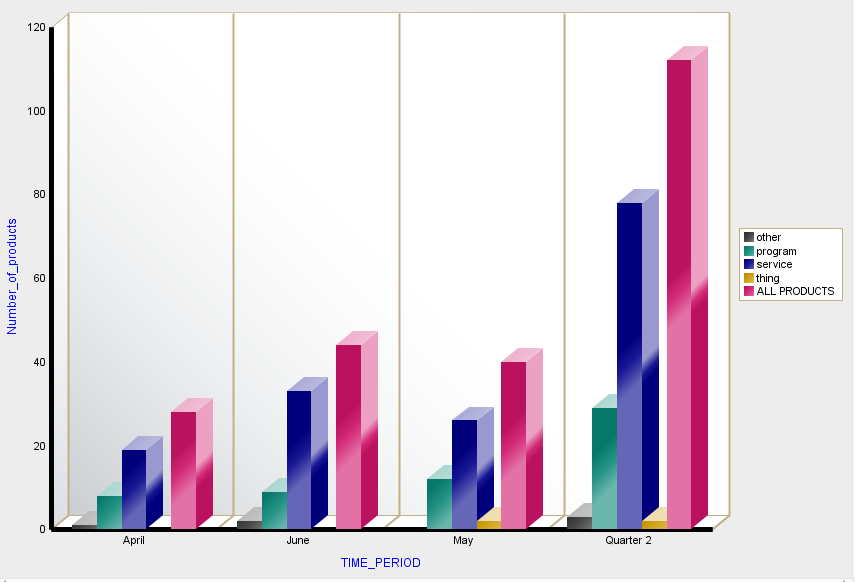 120
100
80
60
40
20
0
Number_of_products
April
June
May
Quarter 2
TIME_PERIOD
other
program
service
thing
ALL PRODUCTS